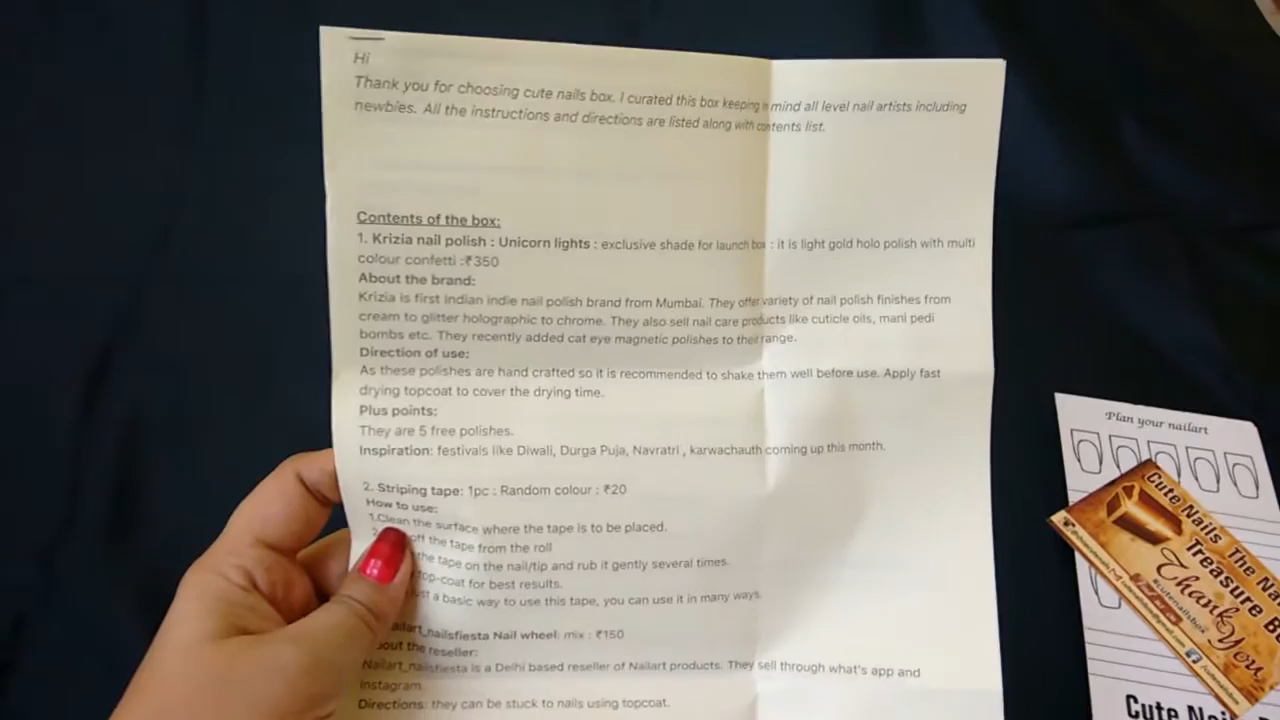 Hi
Thank you for choosing cute nails box. I curated this box keeping in mind all level nail artists including
newbies. All the instructions and directions are listed along with contents list.
Contents of the box:
1. Krizia nail polish : Unicorn lights : exclusive shade for launch box : it is light gold holo polish with multi
colour confetti :₹350
About the brand:
Krizia is first Indian indie nail polish brand from Mumbai. They offer variety of nail polish finishes from
cream to glitter holographic to chrome. They also sell nail care products like cuticle oils, mani pedi
bombs etc. They recently added cat eye magnetic polishes to their range.
Direction of use:
As these polishes are hand crafted so it is recommended to shake them well before use. Apply fast
drying topcoat to cover the drying time.
Plus points:
They are 5 free polishes.
Inspiration: festivals like Diwali, Durga Puja, Navratri , karwachauth coming up this month.
2. Striping tape: 1pc : Random colour : ₹20
How to use:
1.Clean the surface where the tape is to be placed.
off the tape from the roll
the tape on the nail/tip and rub it gently several times.
top-coat for best results.
a basic way to use this tape, you can use it in many ways.
Nail wheel: mix : ₹150
the reseller:
Nailart_nailsfiesta is a Delhi based reseller of Nailart products. They sell through what's app and
instagram
Directions: they can be stuck to nails using topcoat.
Plan your nailart
Cute Nails The
Treasure
Thank
You
Cute